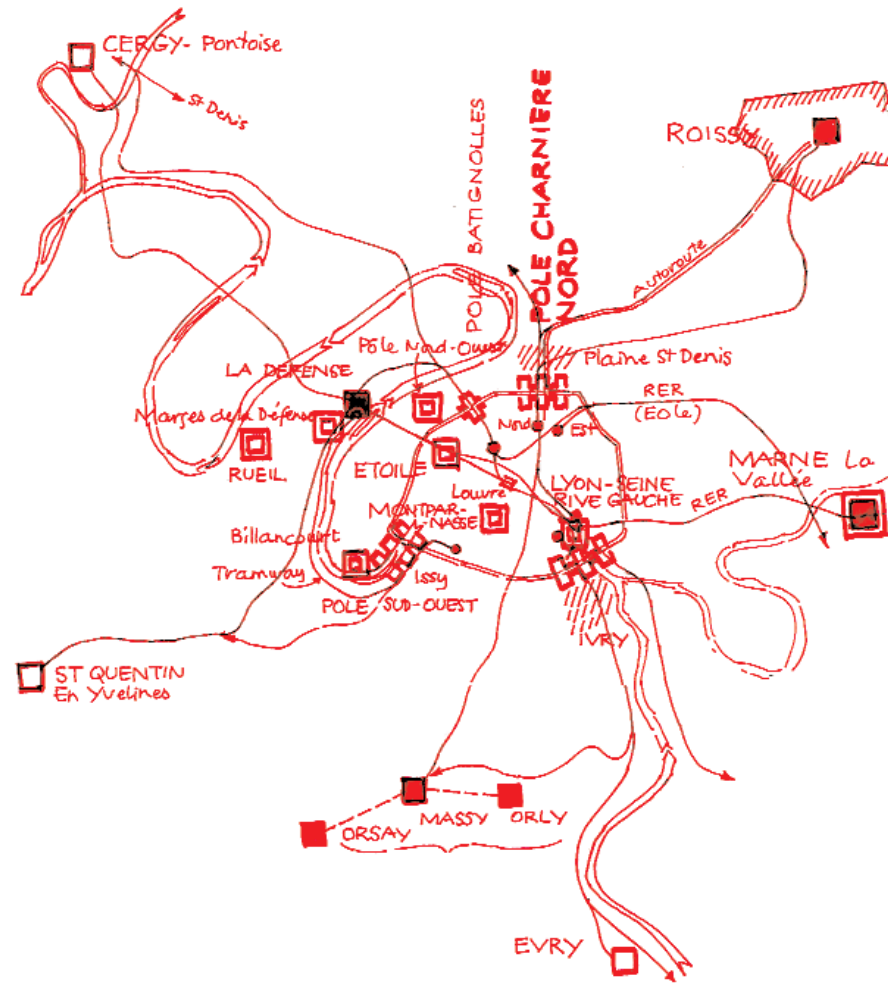 CERGY-Pontoise
St Denis
ROISSY
POLE BATIGNOLLES
POLE CHARNIERE
NORD
Autoroute
Pôle Nord-Ouest
Plaine St Denis
LA DEFENSE
RER
(EOLE)
Marges de la Défense
Nord
Est
RUEIL
ETOILE
MARNE La
Vallée
LYON-SEINE
RIVE GAUCHE
RER
Louvre
MONTPAR-
NASSE
Billancourt
Tramway
Issy
POLE SUD-OUEST
IVRY
ST QUENTIN
En Yvelines
ORSAY
MASSY
ORLY
EVRY